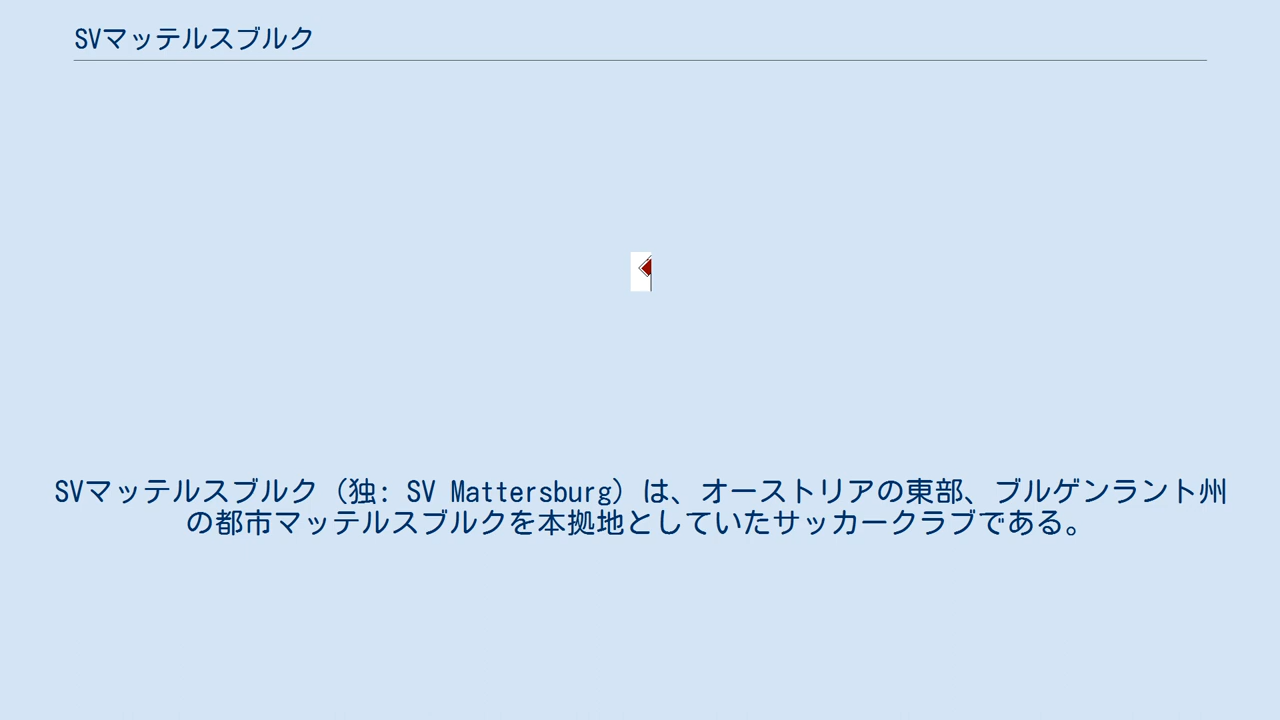 SVマッテルスブルク
SVマッテルスブルク（独: SV Mattersburg）は、オーストリアの東部、ブルゲンラント州
の都市マッテルスブルクを本拠地としていたサッカークラブである。